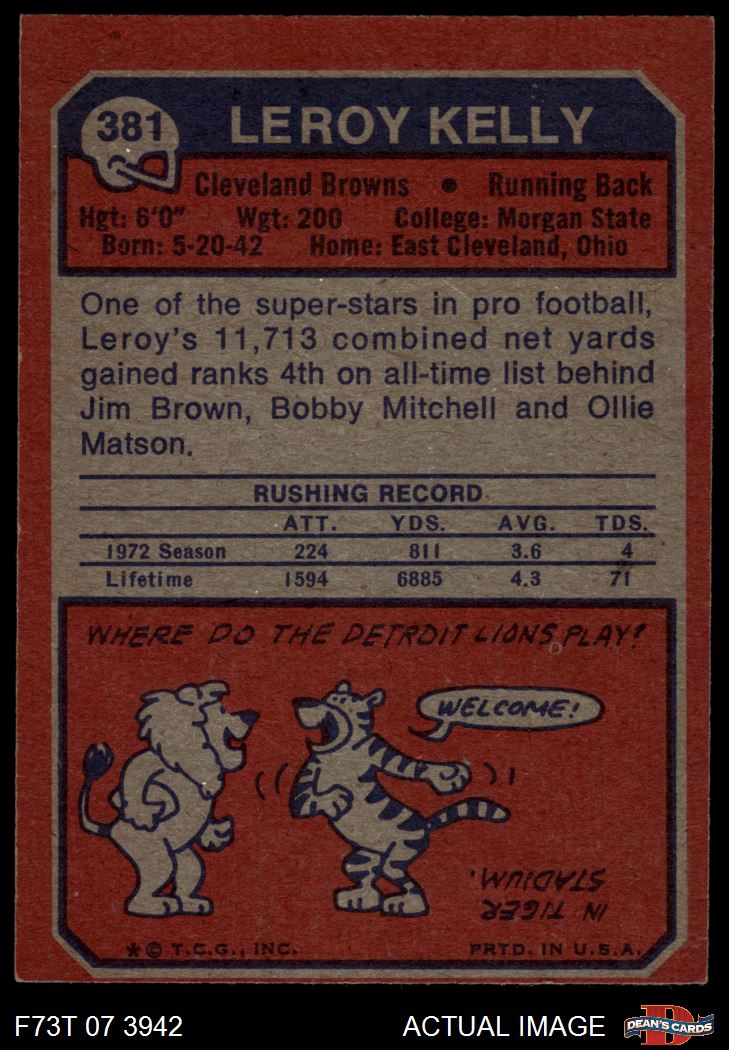 381
LEROY KELLY
Cleveland Browns • Running Back
Hgt: 6'0" Wgt: 200 College: Morgan State
Born: 5-20-42 Home: East Cleveland, Ohio
One of the super-stars in pro football,
Leroy's 11,713 combined net yards
gained ranks 4th on all-time list behind
Jim Brown, Bobby Mitchell and Ollie
Matson.
RUSHING RECORD
ATT. YDS. AVG. TDS.
1972 Season 224 811 3.6 4
Lifetime 1594 6885 4.3 71
WHERE DO THE DETROIT LIONS PLAY?
WELCOME!
IN TIGER
STADIUM.
* © T.C.G., INC. PRTD. IN U.S.A.
F73T 07 3942 ACTUAL IMAGE D DEAN'S CARDS